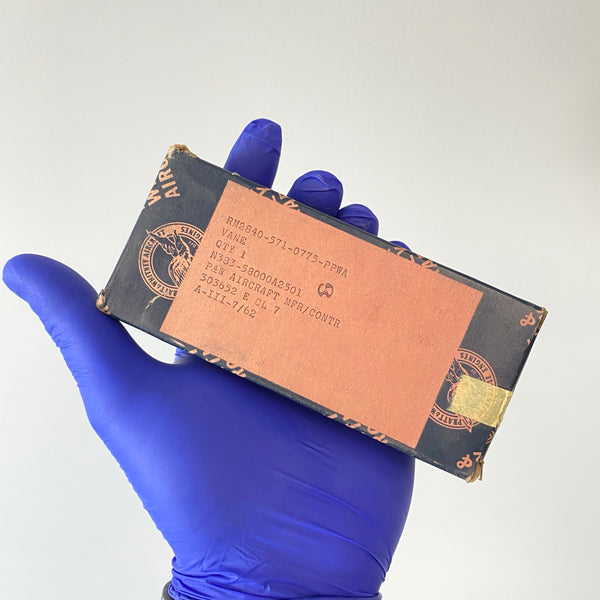 RM2840-571-0775-PPWA
VANE
QTY 1
N383-58000A2501
P&W AIRCRAFT MFR/CONTR
303652 E CL 7
A-III-7/62